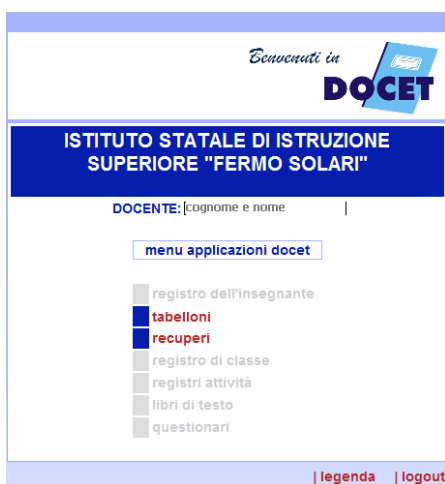 Benvenuti in
DOCET
ISTITUTO STATALE DI ISTRUZIONE
SUPERIORE "FERMO SOLARI"
DOCENTE: cognome e nome
menu applicazioni docet
registro dell'insegnante
tabelloni
recuperi
registro di classe
registri attività
libri di testo
questionari
| legenda | logout